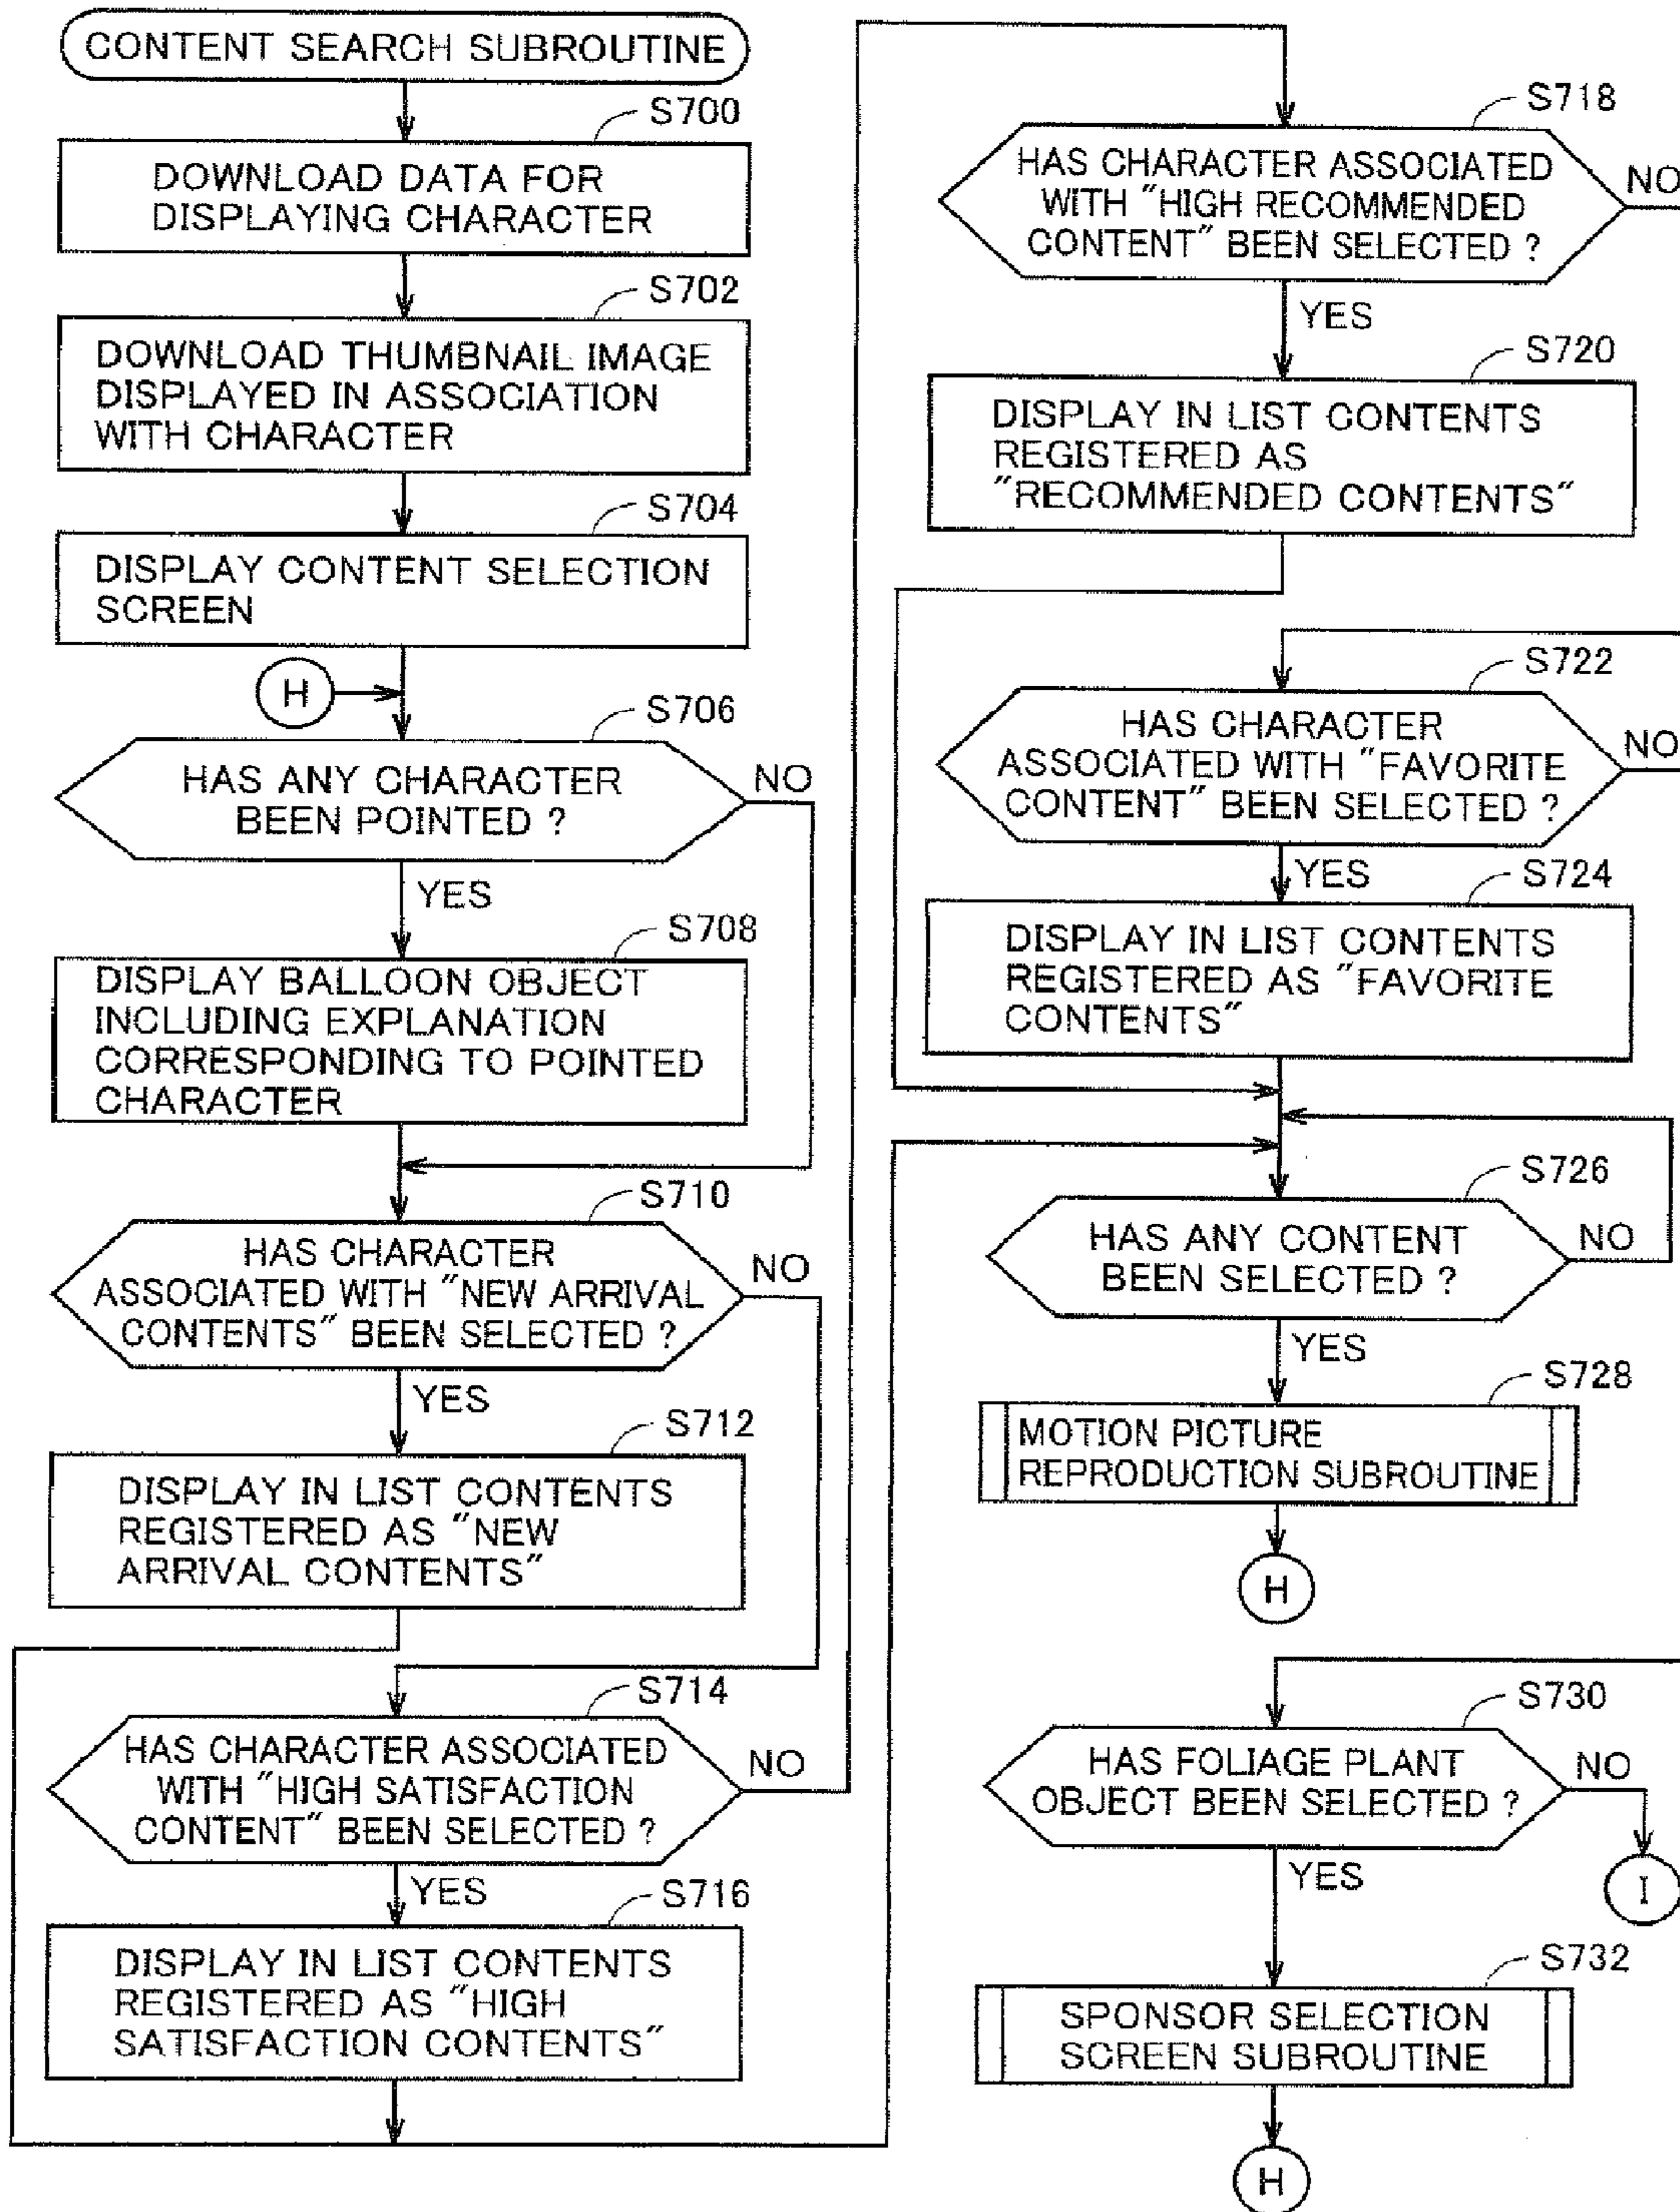 CONTENT SEARCH SUBROUTINE
S700
DOWNLOAD DATA FOR
DISPLAYING CHARACTER
S702
DOWNLOAD THUMBNAIL IMAGE
DISPLAYED IN ASSOCIATION
WITH CHARACTER
S704
DISPLAY CONTENT SELECTION
SCREEN
H
S706
HAS ANY CHARACTER
BEEN POINTED ?
NO
YES
S708
DISPLAY BALLOON OBJECT
INCLUDING EXPLANATION
CORRESPONDING TO POINTED
CHARACTER
S710
HAS CHARACTER
ASSOCIATED WITH "NEW ARRIVAL
CONTENTS" BEEN SELECTED ?
NO
YES
S712
DISPLAY IN LIST CONTENTS
REGISTERED AS "NEW
ARRIVAL CONTENTS"
S714
HAS CHARACTER ASSOCIATED
WITH "HIGH SATISFACTION
CONTENT" BEEN SELECTED ?
NO
YES
S716
DISPLAY IN LIST CONTENTS
REGISTERED AS "HIGH
SATISFACTION CONTENTS"
S718
HAS CHARACTER ASSOCIATED
WITH "HIGH RECOMMENDED
CONTENT" BEEN SELECTED ?
NO
YES
S720
DISPLAY IN LIST CONTENTS
REGISTERED AS
"RECOMMENDED CONTENTS"
S722
HAS CHARACTER
ASSOCIATED WITH "FAVORITE
CONTENT" BEEN SELECTED ?
NO
YES
S724
DISPLAY IN LIST CONTENTS
REGISTERED AS "FAVORITE
CONTENTS"
S726
HAS ANY CONTENT
BEEN SELECTED ?
NO
YES
S728
MOTION PICTURE
REPRODUCTION SUBROUTINE
H
S730
HAS FOLIAGE PLANT
OBJECT BEEN SELECTED ?
NO
YES
I
S732
SPONSOR SELECTION
SCREEN SUBROUTINE
H